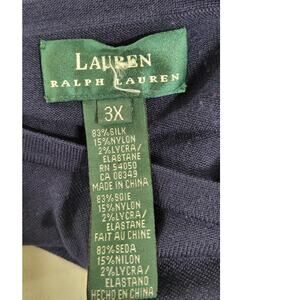 LAUREN
RALPH LAUREN
3X
83%SILK
15%NYLON
2%LYCRA/
ELASTANE
RN 54050
CA 08349
MADE IN CHINA
83%SOIE
15%NYLON
2%LYCRA/
ELASTANE
FAIT AU CHINE
83%SEDA
15%NILON
2%LYCRA/
ELASTANO
HECHO EN CHINA